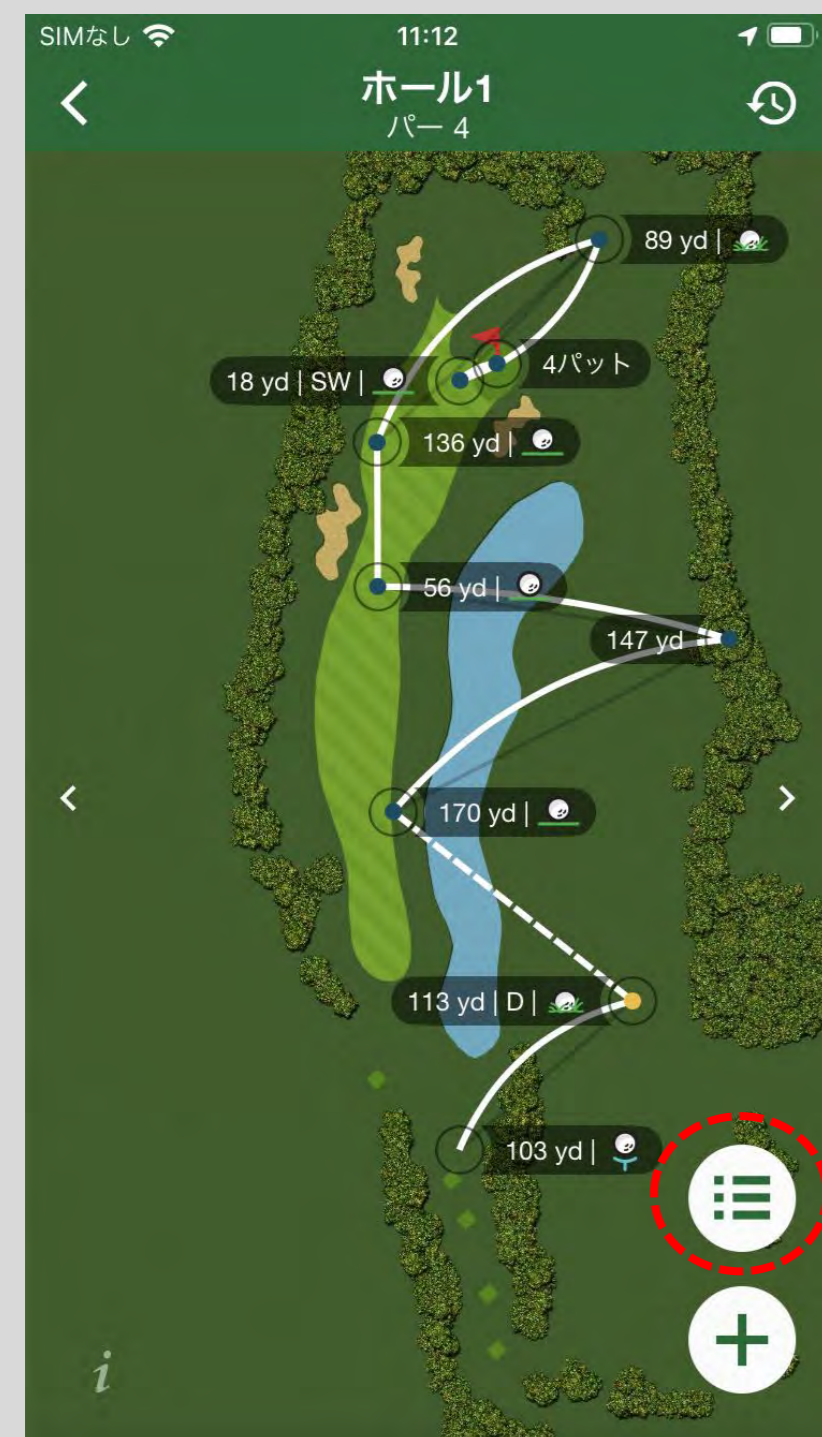 SIMなし
11:12
ホール1
パー 4
89 yd |
4パット
18 yd | SW |
136 yd |
56 yd |
147 yd
170 yd |
113 yd | D |
103 yd |
i